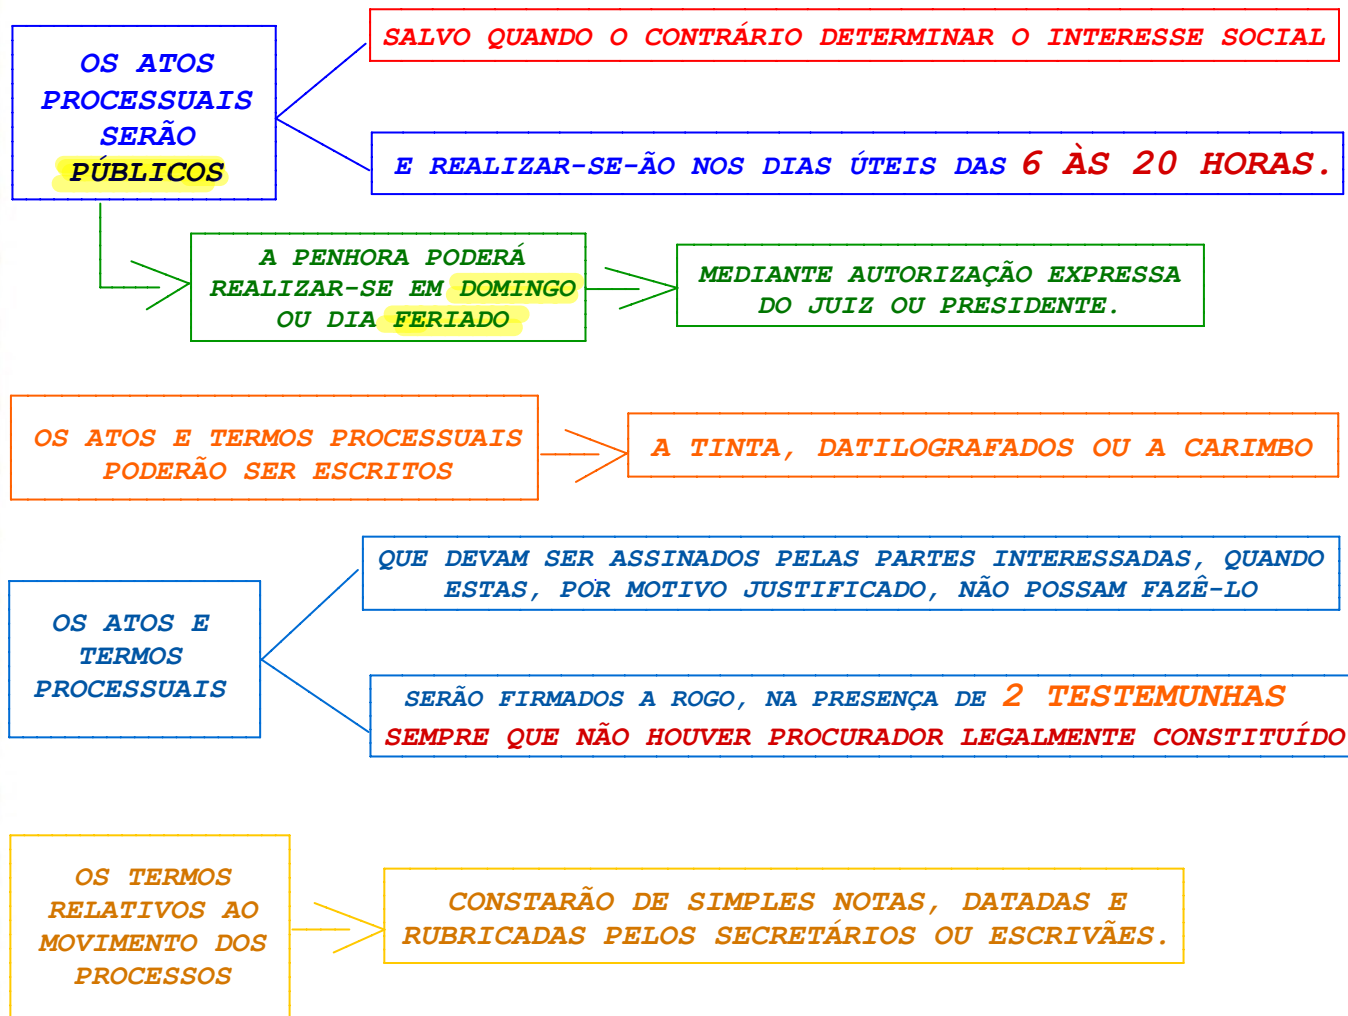 OS ATOS
PROCESSUAIS
SERÃO
PÚBLICOS
SALVO QUANDO O CONTRÁRIO DETERMINAR O INTERESSE SOCIAL
E REALIZAR-SE-ÃO NOS DIAS ÚTEIS DAS 6 ÀS 20 HORAS.
A PENHORA PODERÁ
REALIZAR-SE EM DOMINGO
OU DIA FERIADO
MEDIANTE AUTORIZAÇÃO EXPRESSA
DO JUIZ OU PRESIDENTE.
OS ATOS E TERMOS PROCESSUAIS
PODERÃO SER ESCRITOS
A TINTA, DATILOGRAFADOS OU A CARIMBO
OS ATOS E
TERMOS
PROCESSUAIS
QUE DEVAM SER ASSINADOS PELAS PARTES INTERESSADAS, QUANDO
ESTAS, POR MOTIVO JUSTIFICADO, NÃO POSSAM FAZÊ-LO
SERÃO FIRMADOS A ROGO, NA PRESENÇA DE 2 TESTEMUNHAS
SEMPRE QUE NÃO HOUVER PROCURADOR LEGALMENTE CONSTITUÍDO
OS TERMOS
RELATIVOS AO
MOVIMENTO DOS
PROCESSOS
CONSTARÃO DE SIMPLES NOTAS, DATADAS E
RUBRICADAS PELOS SECRETÁRIOS OU ESCRIVÃES.